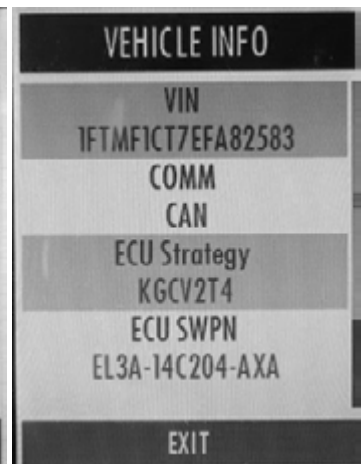 VEHICLE INFO
VIN
1FTMF1CT7EFA82583
COMM
CAN
ECU Strategy
KGCV2T4
ECU SWPN
EL3A-14C204-AXA
EXIT